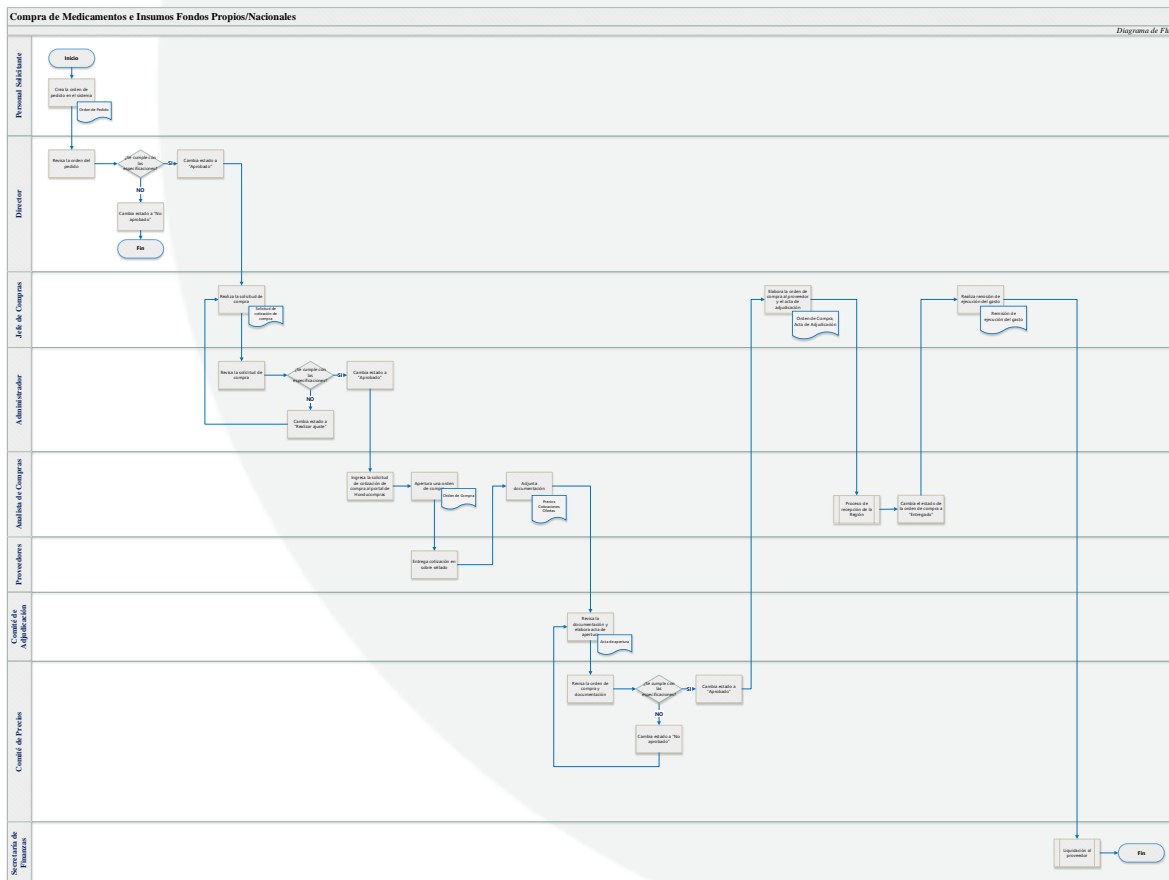 Compra de Medicamentos e Insumos Fondos Propios/Nacionales
Diagrama de Flu
Personal Solicitante
Inicio
Crea la orden de
pedido en el sistema
Orden de Pedido
Director
Revisa la orden del
pedido
¿Se cumple con
las
especificaciones?
SI
Cambia estado a
"Aprobado"
NO
Cambia estado a "No
aprobado"
Fin
Jefe de Compras
Realiza la solicitud de
compra
Solicitud de
cotización de
compra
Elabora la orden de
compra al proveedor
y el acta de
adjudicación
Orden de Compra,
Acta de Adjudicación
Realiza remisión de
ejecución del gasto
Remisión de
ejecución del gasto
Administrador
Revisa la solicitud de
compra
¿Se cumple con
las
especificaciones?
SI
Cambia estado a
"Aprobado"
NO
Cambia estado a
"Realizar ajuste"
Analista de Compras
Ingresa la solicitud
de cotización de
compra al portal de
Honducompras
Apertura una orden
de compra
Orden de Compra
Adjunta
documentación
Precios
Cotizaciones
Ofertas
Proceso de
recepción de la
Región
Cambia el estado de
la orden de compra a
"Entregado"
Proveedores
Entrega cotización en
sobre sellado
Comité de
Adjudicación
Revisa la
documentación y
elabora acta de
apertura
Acta de apertura
Comité de Precios
Revisa la orden de
compra y
documentación
¿Se cumple con
las
especificaciones?
SI
Cambia estado a
"Aprobado"
NO
Cambia estado a "No
aprobado"
Secretaría de
Finanzas
Liquidación al
proveedor
Fin